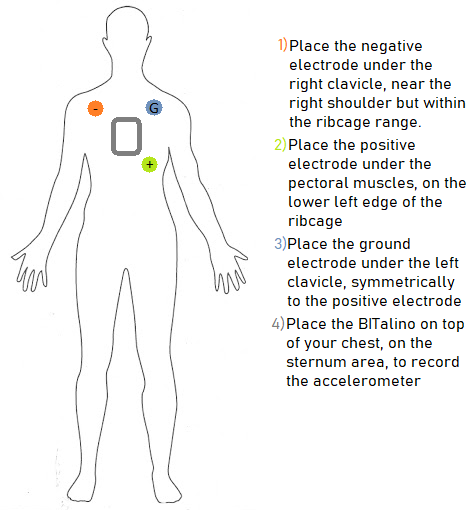 -
G
+
1)Place the negative
electrode under the
right clavicle, near the
right shoulder but within
the ribcage range.
2)Place the positive
electrode under the
pectoral muscles, on the
lower left edge of the
ribcage
3)Place the ground
electrode under the left
clavicle, symmetrically
to the positive electrode
4)Place the BITalino on top
of your chest, on the
sternum area, to record
the accelerometer